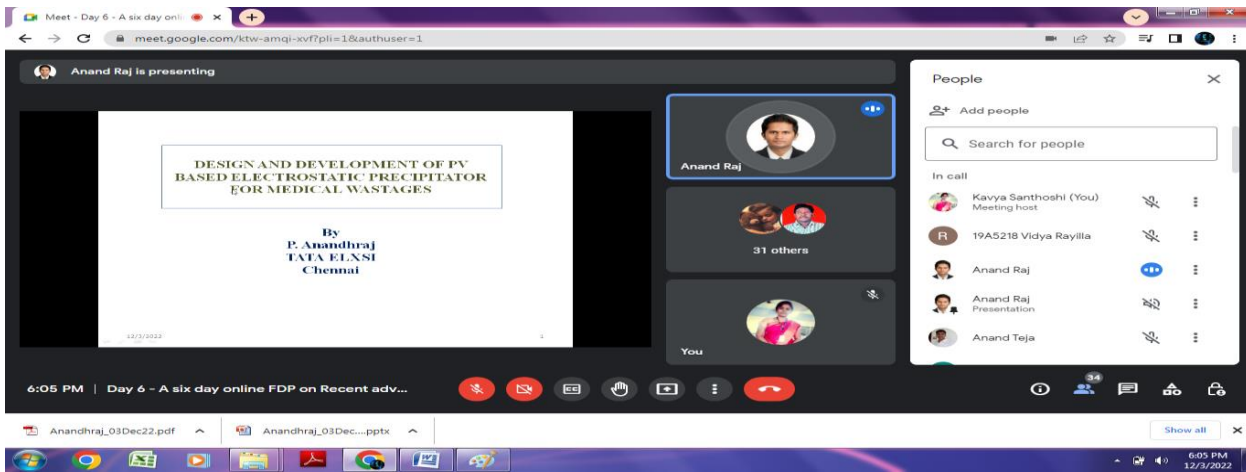 Meet - Day 6 - A six day onli
meet.google.com/ktw-amqi-xvf?pli=1&authuser=1
Anand Raj is presenting
DESIGN AND DEVELOPMENT OF PV
BASED ELECTROSTATIC PRECIPITATOR
FOR MEDICAL WASTAGES
By
P. Anandhraj
TATA ELXSI
Chennai
12/3/2022
1
Anand Raj
31 others
You
People
Add people
Search for people
In call
Kavya Santhoshi (You)
Meeting host
R
19A5218 Vidya Rayilla
Anand Raj
Anand Raj
Presentation
Anand Teja
6:05 PM | Day 6 - A six day online FDP on Recent adv...
34
Anandhraj_03Dec22.pdf
Anandhraj_03Dec....pptx
Show all
6:05 PM
12/3/2022